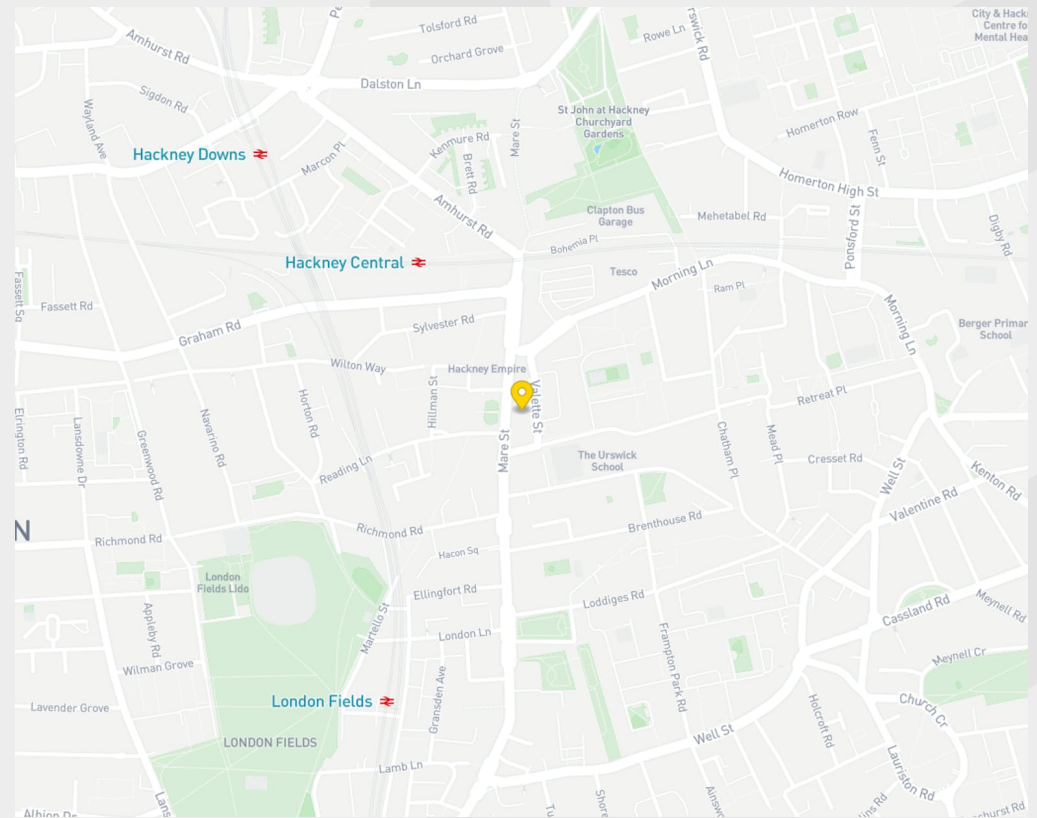 Tolsford Rd
Orchard Grove
Rowe Ln
City & Hack
Centre fo
Mental Hea
Amhurst Rd
Dalston Ln
Sigdon Rd
Wayland Ave
Mare St
St John at Hackney
Churchyard
Gardens
Homerton Row
Fenn St
Hackney Downs
Marcon Pl
Kenmure Rd
Brett Rd
Homerton High St
Amhurst Rd
Clapton Bus
Garage
Mehetabel Rd
Ponsford St
Digby Rd
Hackney Central
Bohemia Pl
Tesco
Morning Ln
Ram Pl
Fassett Sq
Fassett Rd
Graham Rd
Sylvester Rd
Morning Ln
Berger Primar
School
Wilton Way
Hackney Empire
Hillman St
Valette St
Horton Rd
Retreat Pl
Elrington Rd
Lansdowne Dr
Greenwood Rd
Navarino Rd
Reading Ln
Mare St
The Urswick
School
Chatham Pl
Mead Pl
Cresset Rd
Well St
Kenton Rd
Valentine Rd
N
Richmond Rd
Richmond Rd
Brenthouse Rd
Hacon Sq
London
Fields Lido
Ellingford Rd
Loddiges Rd
Cassland Rd
Meynell Rd
Appleby Rd
Martello St
London Ln
Frampton Park Rd
Wilman Grove
Meynell Cr
London Fields
Gransden Ave
Lavender Grove
Holcroft Rd
Church Cr
LONDON FIELDS
Well St
Lamb Ln
Lauriston Rd
Albion Dr
Lans
Tu
Shore
Ainsw